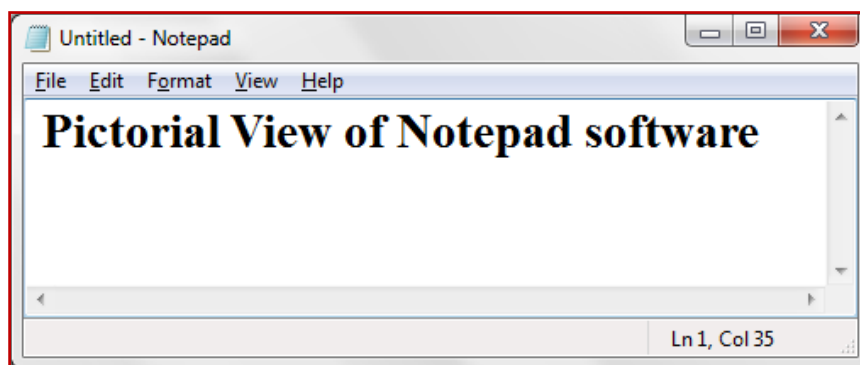 Untitled - Notepad
File Edit Format View Help
Pictorial View of Notepad software
Ln 1, Col 35